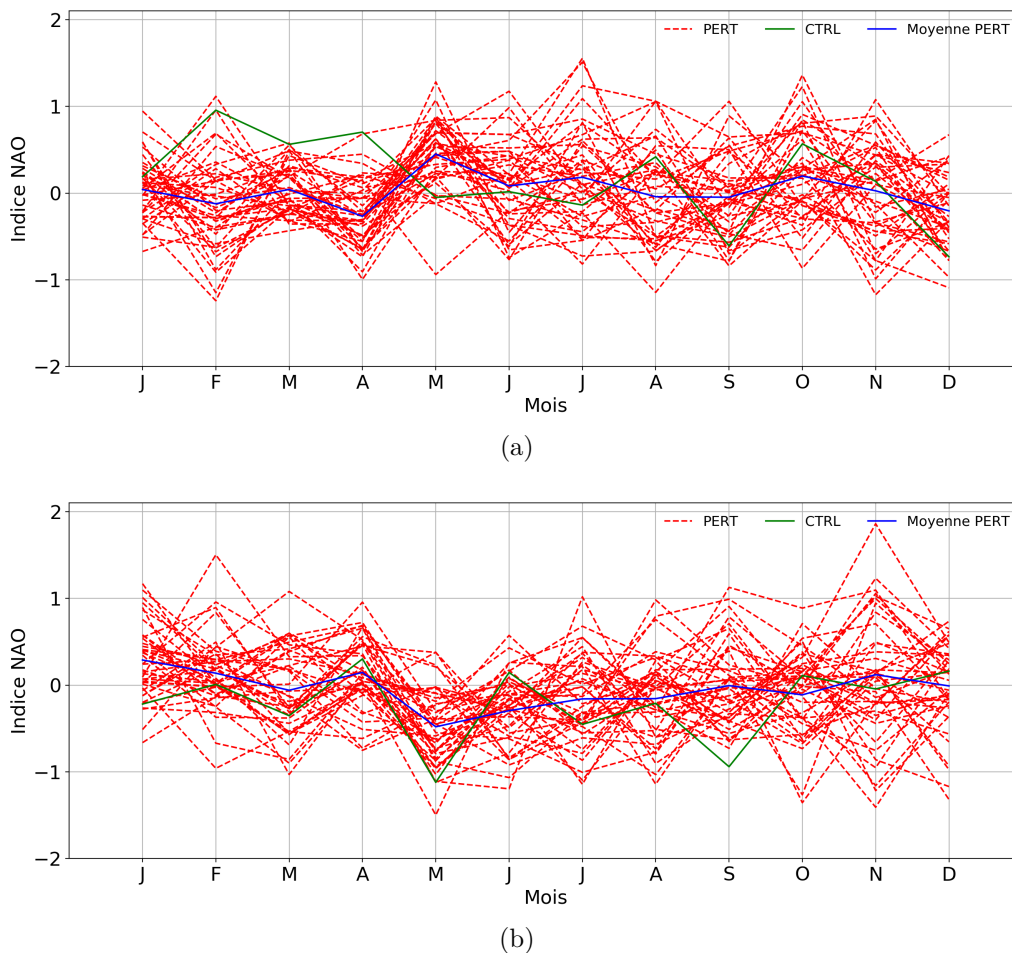 PERT CTRL Moyenne PERT
2
1
0
−1
−2
Indice NAO
J F M A M J J A S O N D
Mois
(a)
PERT CTRL Moyenne PERT
2
1
0
−1
−2
Indice NAO
J F M A M J J A S O N D
Mois
(b)